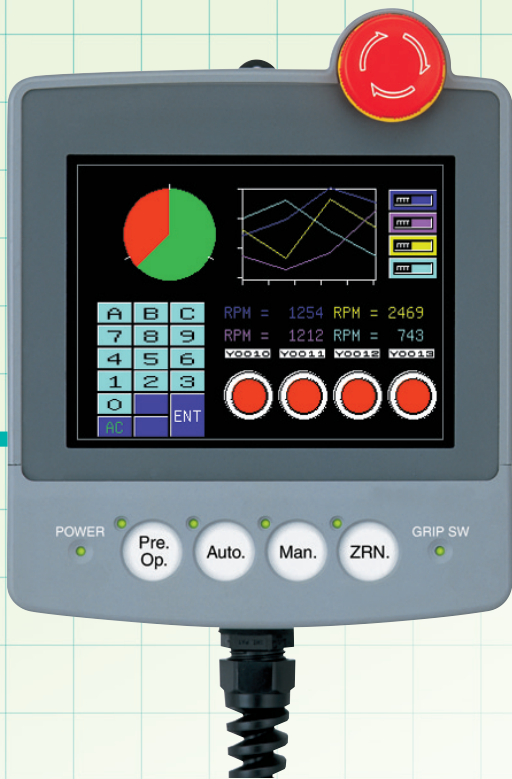 RPM = 1254 RPM = 2469
RPM = 1212 RPM = 743
Y0010 Y0011 Y0012 Y0013
A B C
7 8 9
4 5 6
1 2 3
0
ENT
AC
POWER
GRIP SW
Pre.
Op.
Auto.
Man.
ZRN.